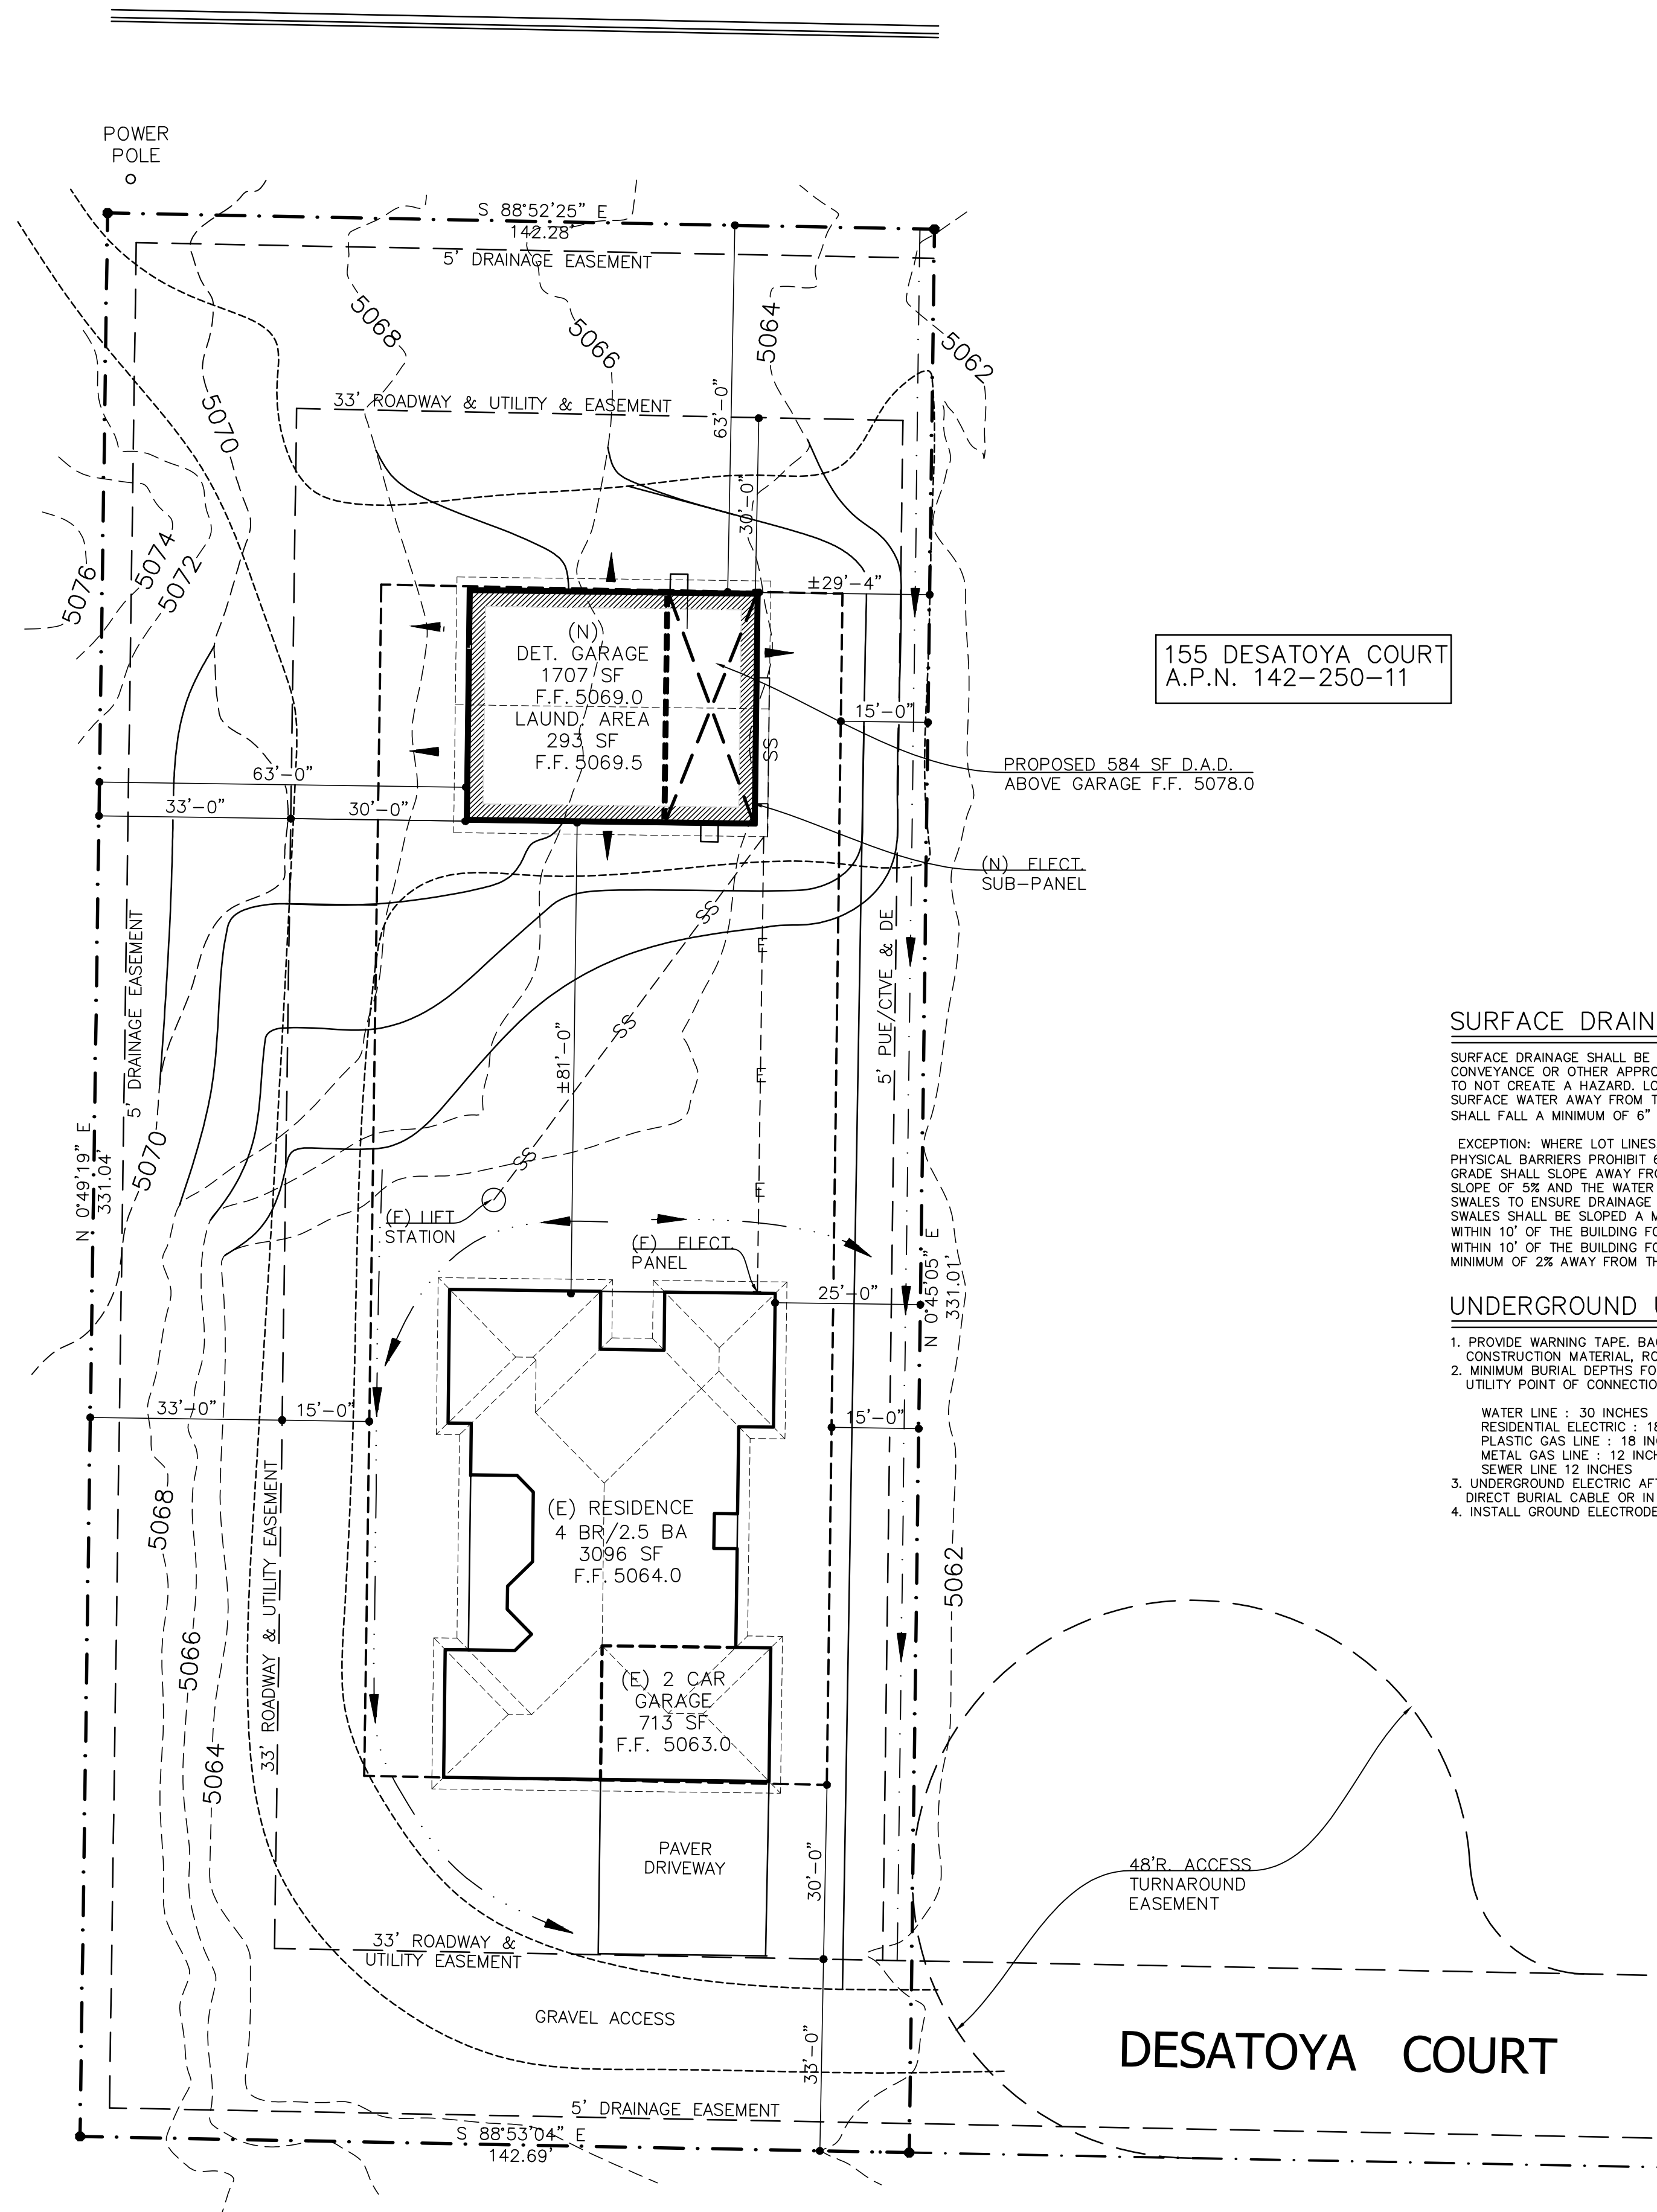 POWER
POLE
S 88°52'25" E
142.28'
5' DRAINAGE EASEMENT
5068
5066
5064
5062
5070
33' ROADWAY & UTILITY & EASEMENT
63'-0"
30'-0"
5076
5074
5072
±29'-4"
(N)
DET. GARAGE
1707 SF
F.F. 5069.0
LAUND. AREA
293 SF
F.F. 5069.5
155 DESATOYA COURT
A.P.N. 142-250-11
15'-0"
SS
PROPOSED 584 SF D.A.D.
ABOVE GARAGE F.F. 5078.0
63'-0"
33'-0"
30'-0"
(N) ELECT.
SUB-PANEL
5' DRAINAGE EASEMENT
SS
E
5' PUE/CTVE & DE
SS
±81'-0"
E
SS
E
5070
N 0°49'19" E
331.04'
(E) LIFT
STATION
(E) ELECT.
PANEL
25'-0"
N 0°45'05" E
331.01'
33'-0"
15'-0"
15'-0"
5068
5066
5064
33' ROADWAY & UTILITY EASEMENT
(E) RESIDENCE
4 BR/2.5 BA
3096 SF
F.F. 5064.0
5062
(E) 2 CAR
GARAGE
713 SF
F.F. 5063.0
PAVER
DRIVEWAY
30'-0"
33' ROADWAY &
UTILITY EASEMENT
GRAVEL ACCESS
33'-0"
48'R. ACCESS
TURNAROUND
EASEMENT
DESATOYA COURT
5' DRAINAGE EASEMENT
S 88°53'04" E
142.69'
SURFACE DRAIN
SURFACE DRAINAGE SHALL BE
CONVEYANCE OR OTHER APPRO
TO NOT CREATE A HAZARD. LO
SURFACE WATER AWAY FROM T
SHALL FALL A MINIMUM OF 6"
EXCEPTION: WHERE LOT LINES
PHYSICAL BARRIERS PROHIBIT 6
GRADE SHALL SLOPE AWAY FRO
SLOPE OF 5% AND THE WATER
SWALES TO ENSURE DRAINAGE
SWALES SHALL BE SLOPED A M
WITHIN 10' OF THE BUILDING FO
WITHIN 10' OF THE BUILDING FO
MINIMUM OF 2% AWAY FROM TH
UNDERGROUND U
1. PROVIDE WARNING TAPE. BAC
CONSTRUCTION MATERIAL, RO
2. MINIMUM BURIAL DEPTHS FO
UTILITY POINT OF CONNECTIO
WATER LINE : 30 INCHES
RESIDENTIAL ELECTRIC : 18
PLASTIC GAS LINE : 18 INC
METAL GAS LINE : 12 INCH
SEWER LINE 12 INCHES
3. UNDERGROUND ELECTRIC AFT
DIRECT BURIAL CABLE OR IN
4. INSTALL GROUND ELECTRODE